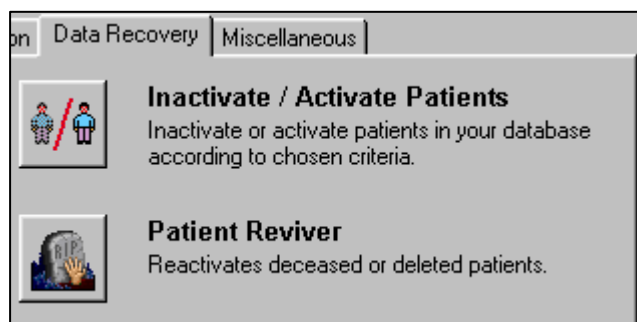 on Data Recovery Miscellaneous
Inactivate / Activate Patients
Inactivate or activate patients in your database
according to chosen criteria.
RIP
Patient Reviver
Reactivates deceased or deleted patients.